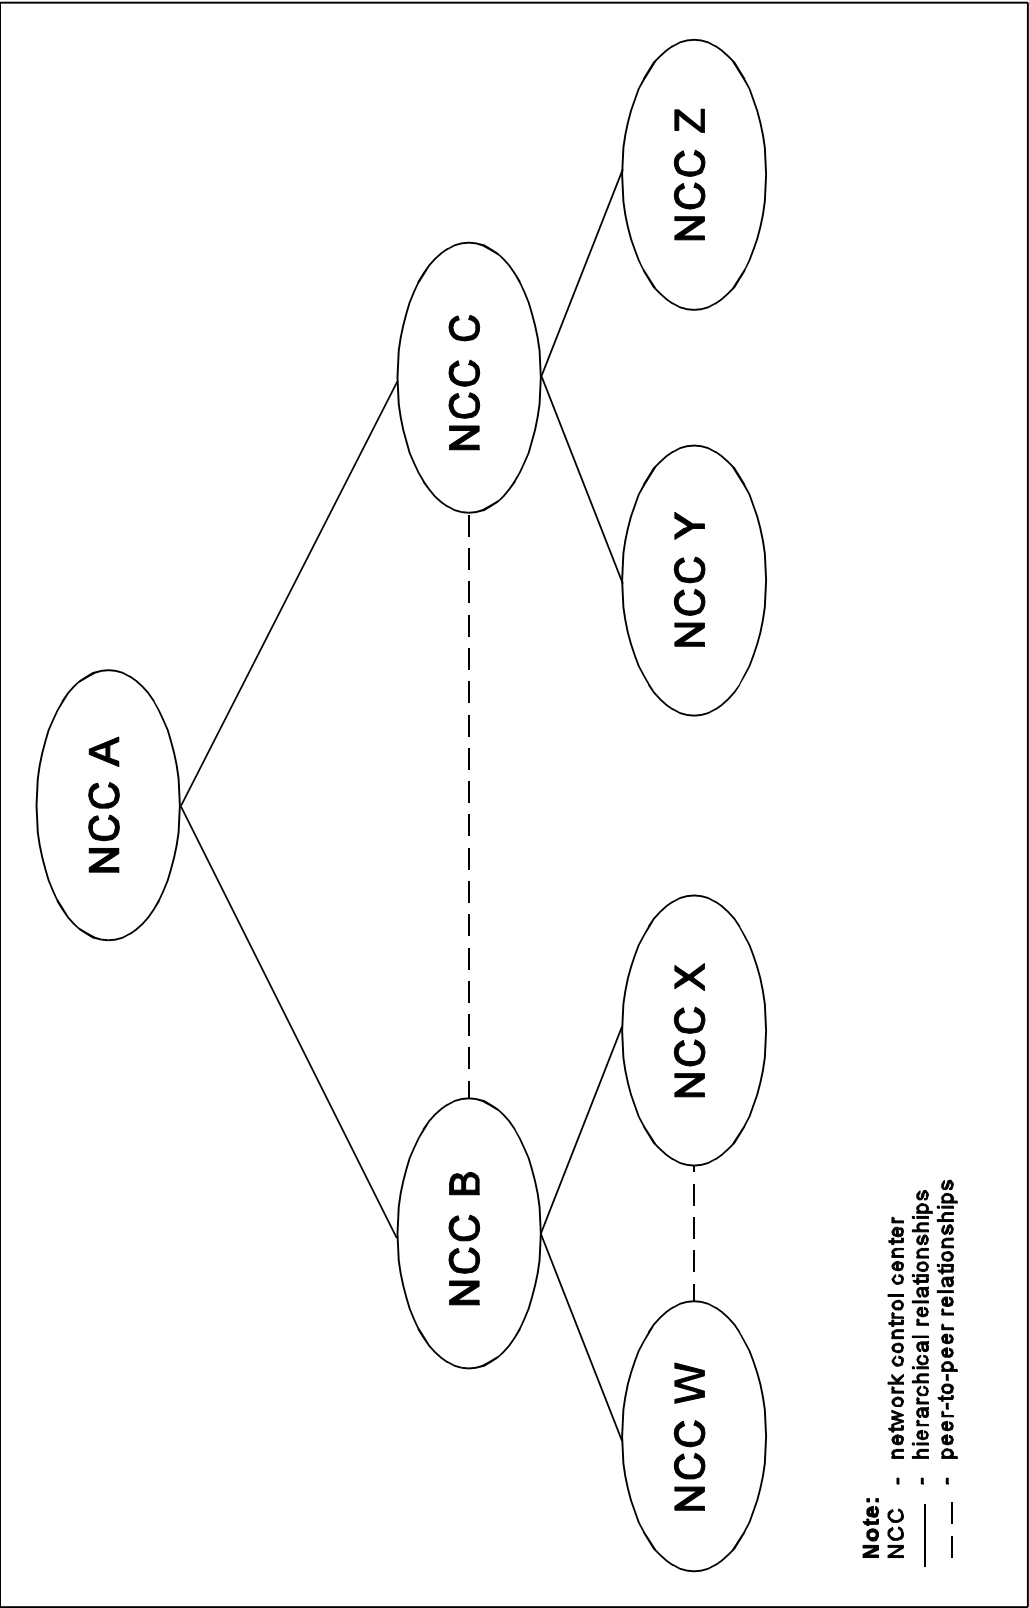 NCC A
NCC B
NCC C
NCC W
NCC X
NCC Y
NCC Z
Note:
NCC - network control center
- hierarchical relationships
- peer-to-peer relationships